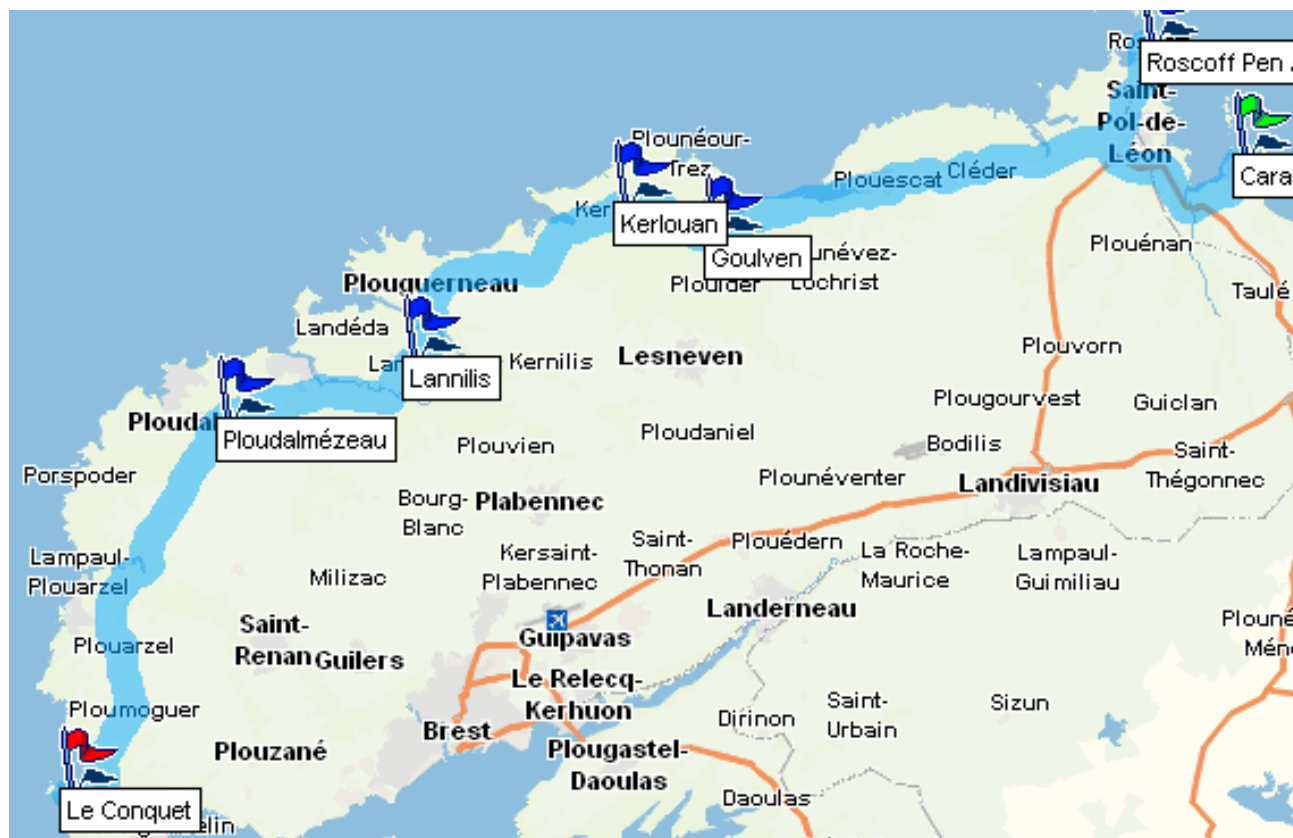 Roscoff Pen
Saint-
Pol-de-
Léon
Cara
Plounéour-
Trez
Cléder
Plouescat
Kerlouan
Goulven
Plouénan
Lochrist
Taulé
Plouguerneau
Landéda
Lannilis
Kernilis
Lesneven
Plouvorn
Plougourvest
Guiclan
Ploudalmézeau
Plouvien
Ploudaniel
Bodilis
Saint-
Thégonnec
Porspoder
Plounéventer
Landivisiau
Bourg-
Blanc
Plabennec
Lampaul-
Plouarzel
Milizac
Kersaint-
Plabennec
Saint-
Thonan
Plouédern
La Roche-
Maurice
Lampaul-
Guimiliau
Landerneau
Saint-
Renan
Guilers
Guipavas
Plouarzel
Le Relecq-
Kerhuon
Ploumoguer
Brest
Dirinon
Saint-
Urbain
Sizun
Plouzané
Plougastel-
Daoulas
Le Conquet
Daoulas